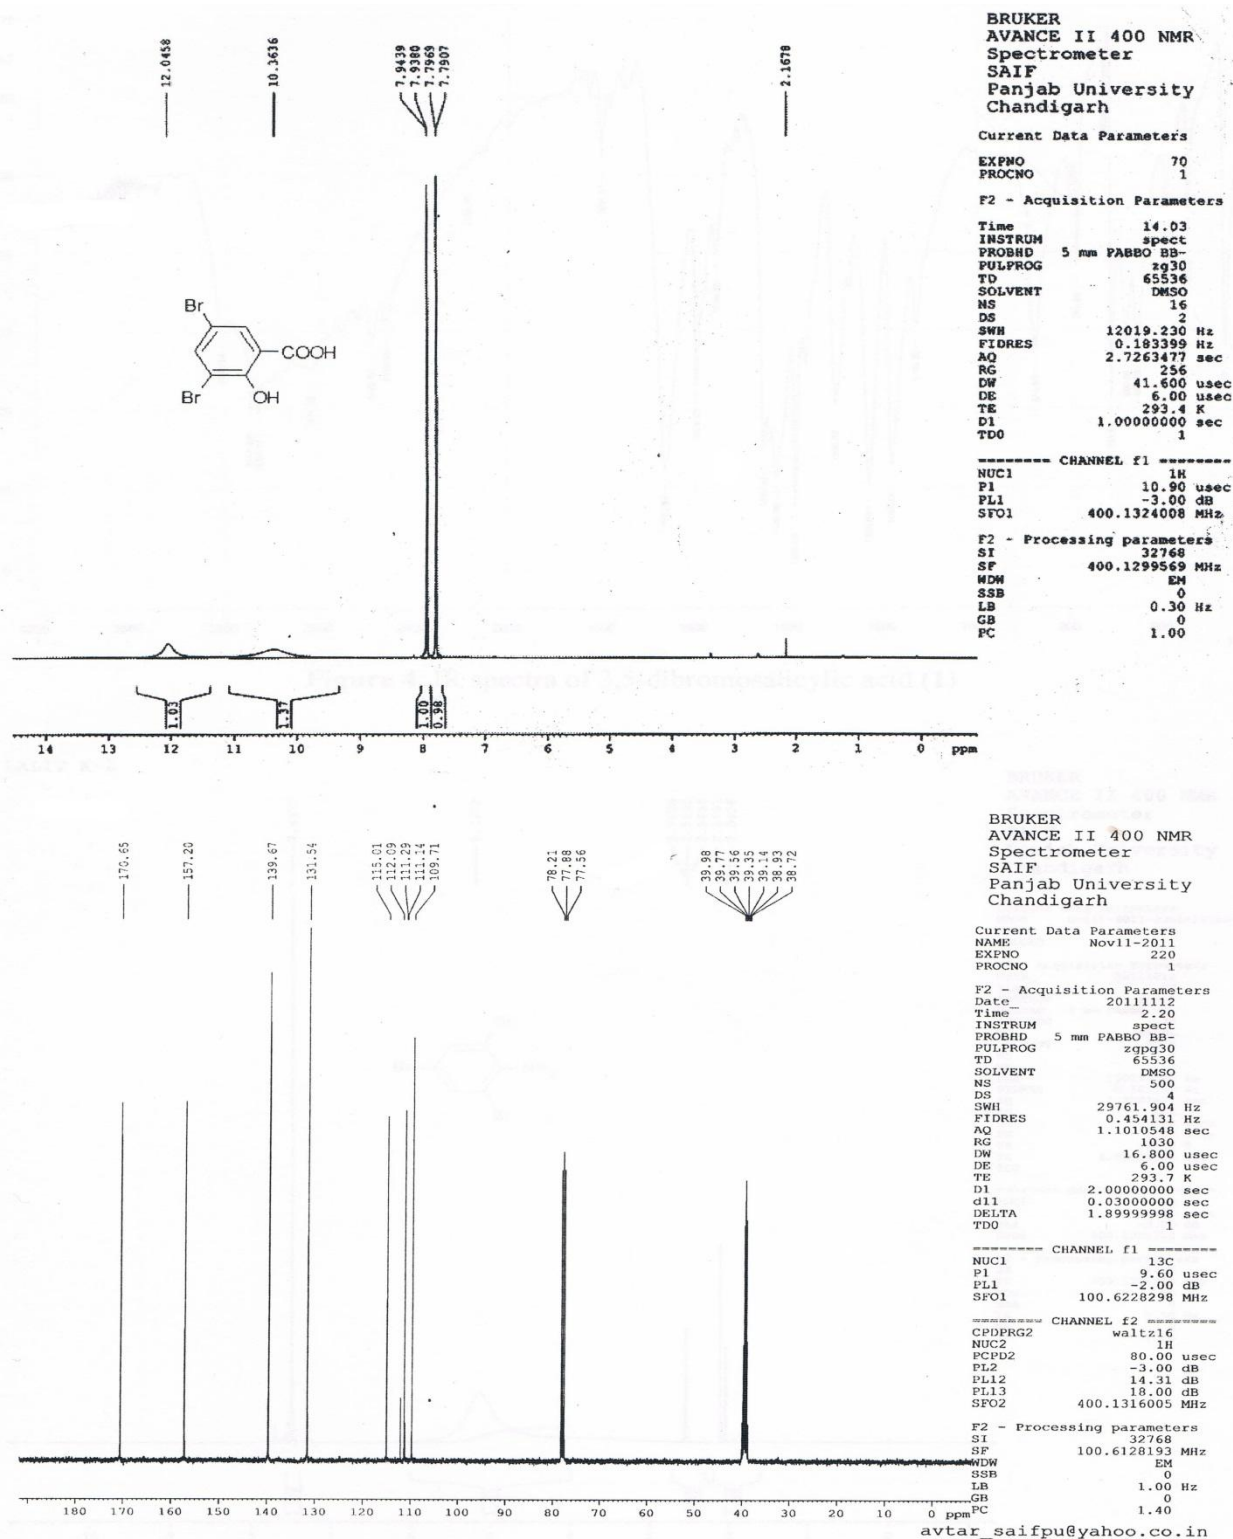 BRUKER
AVANCE II 400 NMR
Spectrometer
SAIF
Panjab University
Chandigarh
Current Data Parameters
EXPNO 70
PROCNO 1
F2 - Acquisition Parameters
Time 14.03
INSTRUM spect
PROBHD 5 mm PABBO BB-
PULPROG zg30
TD 65536
SOLVENT DMSO
NS 16
DS 2
SWH 12019.230 Hz
FIDRES 0.183399 Hz
AQ 2.7263477 sec
RG 256
DW 41.600 usec
DE 6.00 usec
TE 293.4 K
D1 1.00000000 sec
TD0 1
======== CHANNEL f1 ========
NUC1 1H
P1 10.90 usec
PL1 -3.00 dB
SFO1 400.1324008 MHz
F2 - Processing parameters
SI 32768
SF 400.1299569 MHz
WDW EM
SSB 0
LB 0.30 Hz
GB 0
PC 1.00
12.0458
10.3636
7.9439
7.9380
7.7969
7.7907
2.1678
Br
COOH
Br
OH
Figure 4. IR spectra of 3,5-dibromosalicylic acid (1)
1.03
1.37
1.00
0.98
14 13 12 11 10 9 8 7 6 5 4 3 2 1 0 ppm
170.65
157.20
139.67
131.54
115.01
112.09
111.29
111.14
109.71
78.21
77.88
77.56
39.98
39.77
39.56
39.35
39.14
38.93
38.72
180 170 160 150 140 130 120 110 100 90 80 70 60 50 40 30 20 10 0 ppm
BRUKER
AVANCE II 400 NMR
Spectrometer
SAIF
Panjab University
Chandigarh
Current Data Parameters
NAME Nov11-2011
EXPNO 220
PROCNO 1
F2 - Acquisition Parameters
Date_ 20111112
Time 2.20
INSTRUM spect
PROBHD 5 mm PABBO BB-
PULPROG zgpg30
TD 65536
SOLVENT DMSO
NS 500
DS 4
SWH 29761.904 Hz
FIDRES 0.454131 Hz
AQ 1.1010548 sec
RG 1030
DW 16.800 usec
DE 6.00 usec
TE 293.7 K
D1 2.00000000 sec
d11 0.03000000 sec
DELTA 1.89999998 sec
TD0 1
======== CHANNEL f1 ========
NUC1 13C
P1 9.60 usec
PL1 -2.00 dB
SFO1 100.6228298 MHz
======== CHANNEL f2 ========
CPDPRG2 waltz16
NUC2 1H
PCPD2 80.00 usec
PL2 -3.00 dB
PL12 14.31 dB
PL13 18.00 dB
SFO2 400.1316005 MHz
F2 - Processing parameters
SI 32768
SF 100.6128193 MHz
WDW EM
SSB 0
LB 1.00 Hz
GB 0
PC 1.40
avtar_saifpu@yahoo.co.in